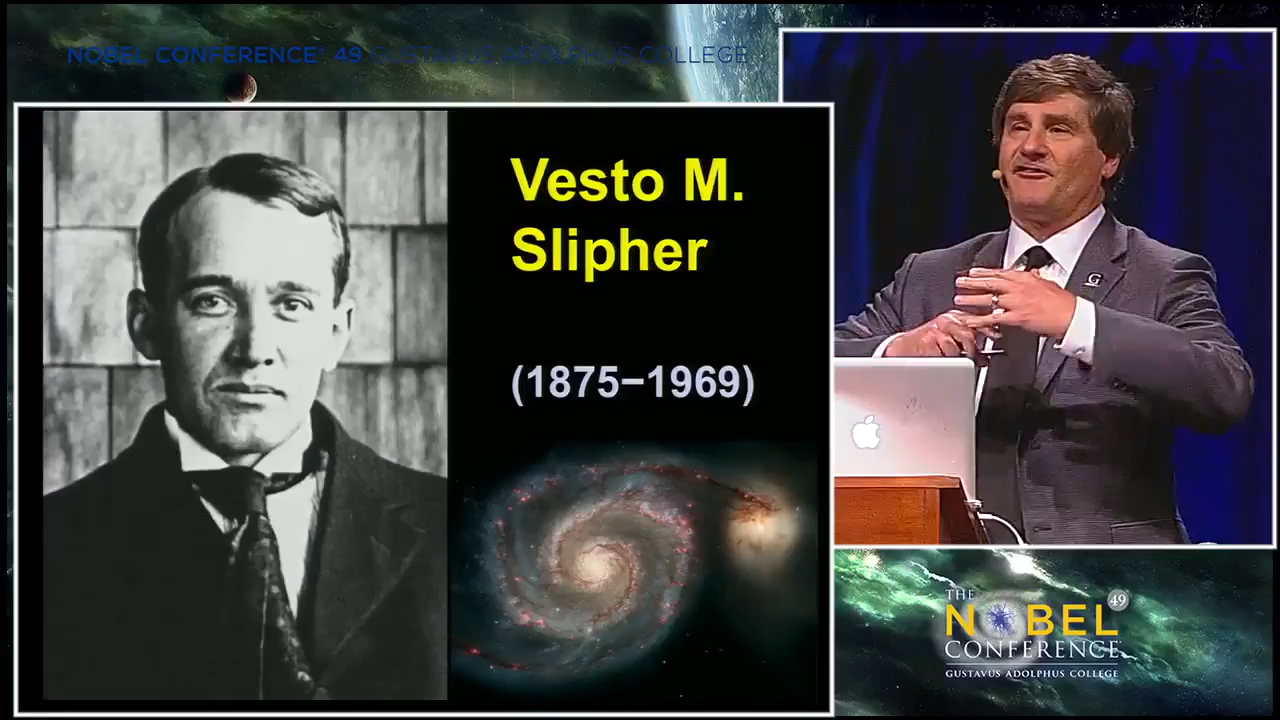 NOBEL CONFERENCE® 49 GUSTAVUS ADOLPHUS COLLEGE
Vesto M.
Slipher
(1875–1969)
G
THE
NOBEL 49
CONFERENCE
GUSTAVUS ADOLPHUS COLLEGE